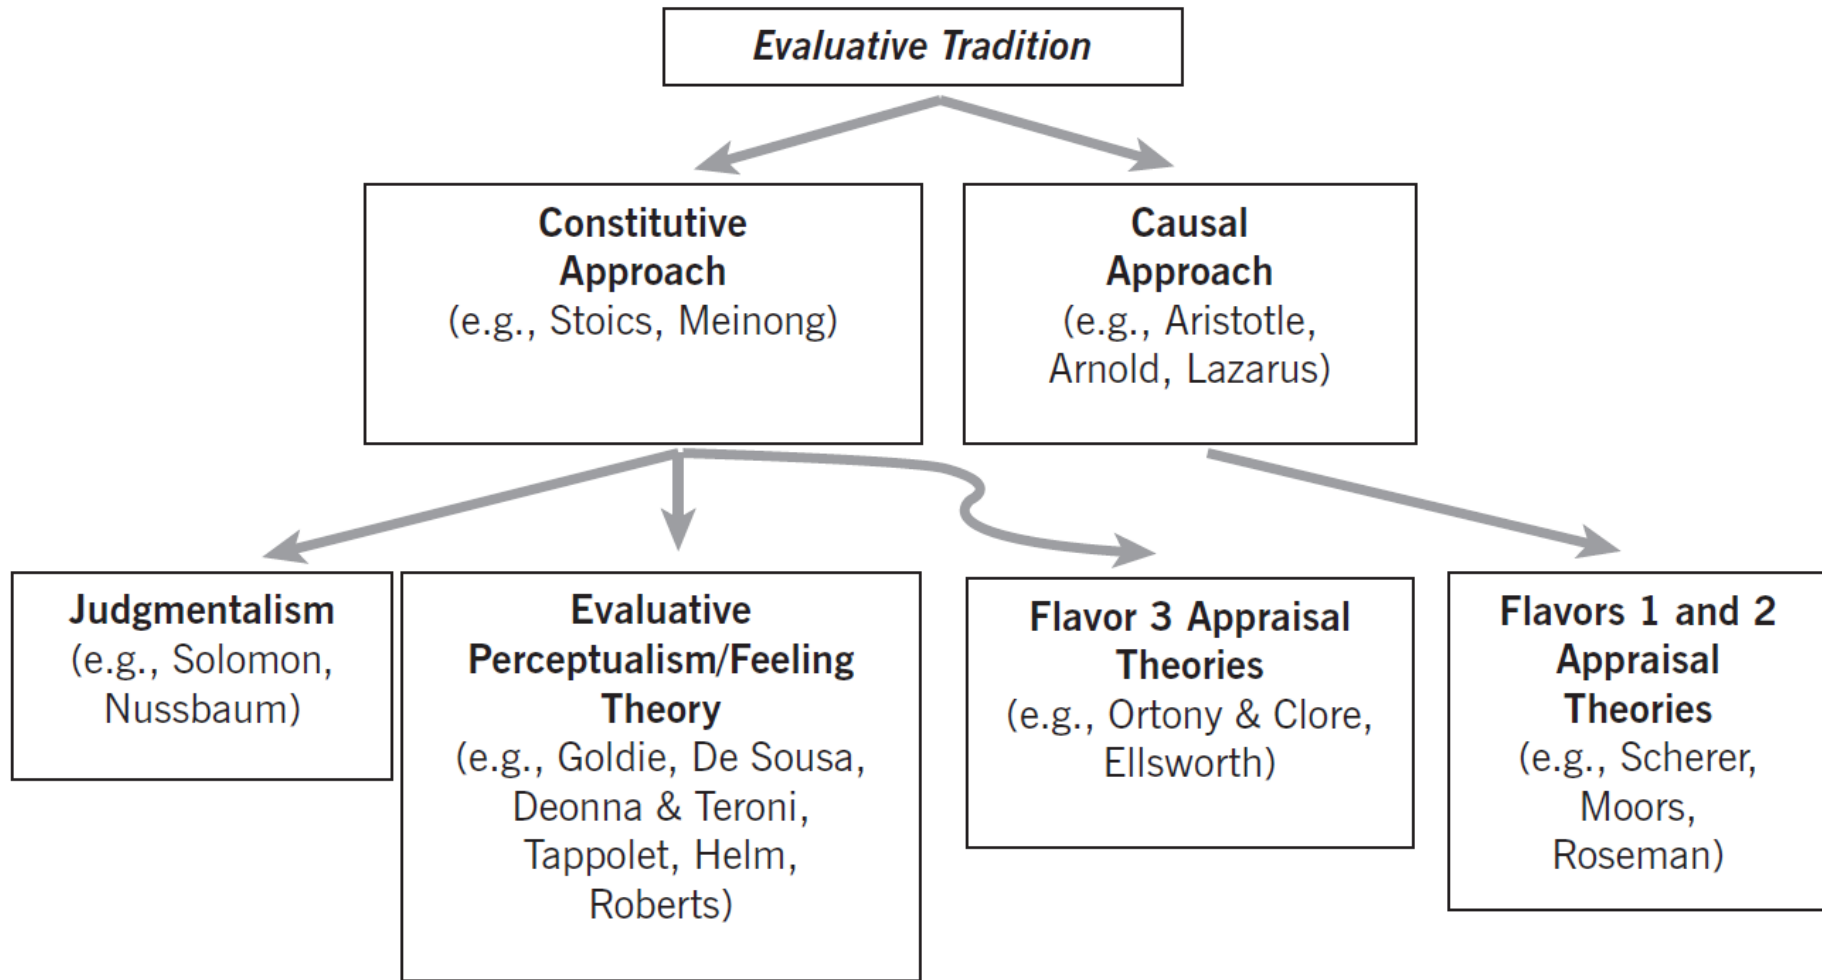 Evaluative Tradition
Constitutive
Approach
(e.g., Stoics, Meinong)
Causal
Approach
(e.g., Aristotle,
Arnold, Lazarus)
Judgmentalism
(e.g., Solomon,
Nussbaum)
Evaluative
Perceptualism/Feeling
Theory
(e.g., Goldie, De Sousa,
Deonna & Teroni,
Tappolet, Helm,
Roberts)
Flavor 3 Appraisal
Theories
(e.g., Ortony & Clore,
Ellsworth)
Flavors 1 and 2
Appraisal
Theories
(e.g., Scherer,
Moors,
Roseman)